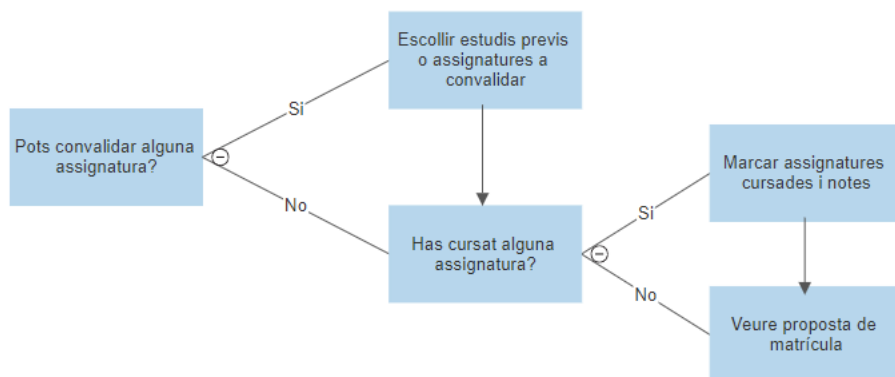 Pots convalidar alguna
assignatura?
Si
No
Escollir estudis previs
o assignatures a
convalidar
Has cursat alguna
assignatura?
Si
No
Marcar assignatures
cursades i notes
Veure proposta de
matrícula